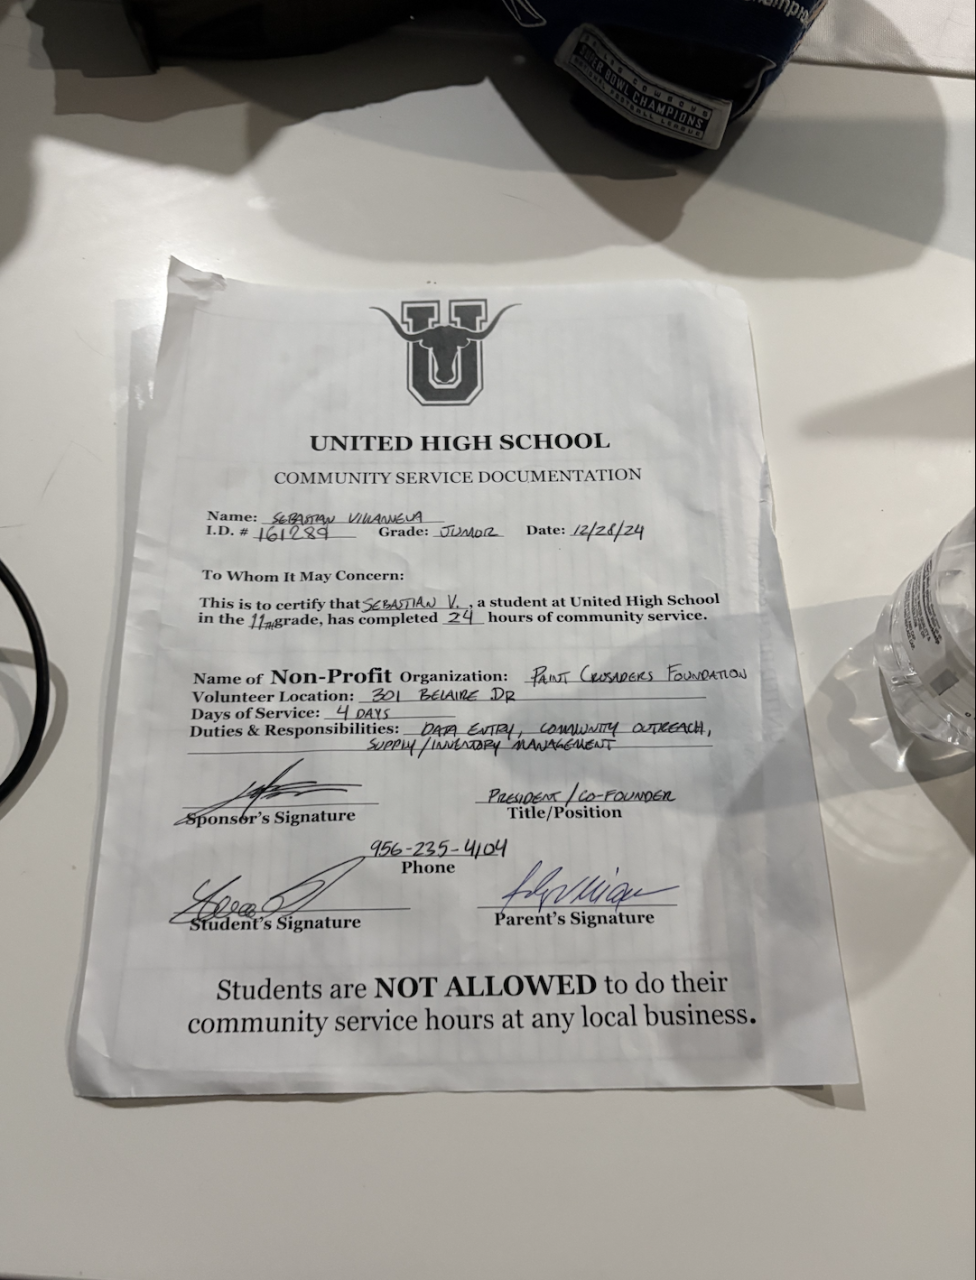 SUPER BOWL CHAMPIONS
NATIONAL FOOTBALL LEAGUE
U
UNITED HIGH SCHOOL
COMMUNITY SERVICE DOCUMENTATION
Name: SEBASTIAN VILLANUEVA
I.D. # 161289 Grade: JUNIOR Date: 12/28/24
To Whom It May Concern:
This is to certify that SEBASTIAN V. , a student at United High School
in the 11th grade, has completed 24 hours of community service.
Name of Non-Profit Organization: PAINT CRUSADERS FOUNDATION
Volunteer Location: 301 BELAIRE DR
Days of Service: 4 DAYS
Duties & Responsibilities: DATA ENTRY, COMMUNITY OUTREACH,
SUPPLY/INVENTORY MANAGEMENT
PRESIDENT / CO-FOUNDER
Sponsor's Signature Title/Position
956-235-4104
Phone
Student's Signature Parent's Signature
Students are NOT ALLOWED to do their
community service hours at any local business.